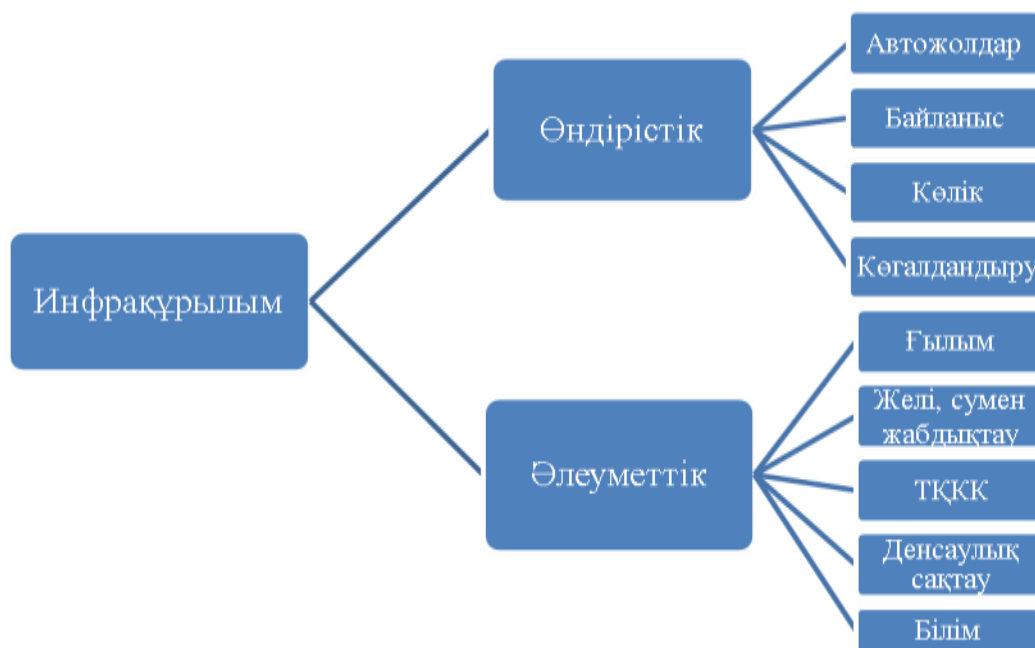 Инфрақұрылым
Өндірістік
Автожолдар
Байланыс
Көлік
Көгалдандыру
Әлеуметтік
Ғылым
Желі, сумен
жабдықтау
ТҚКК
Денсаулық
сақтау
Білім